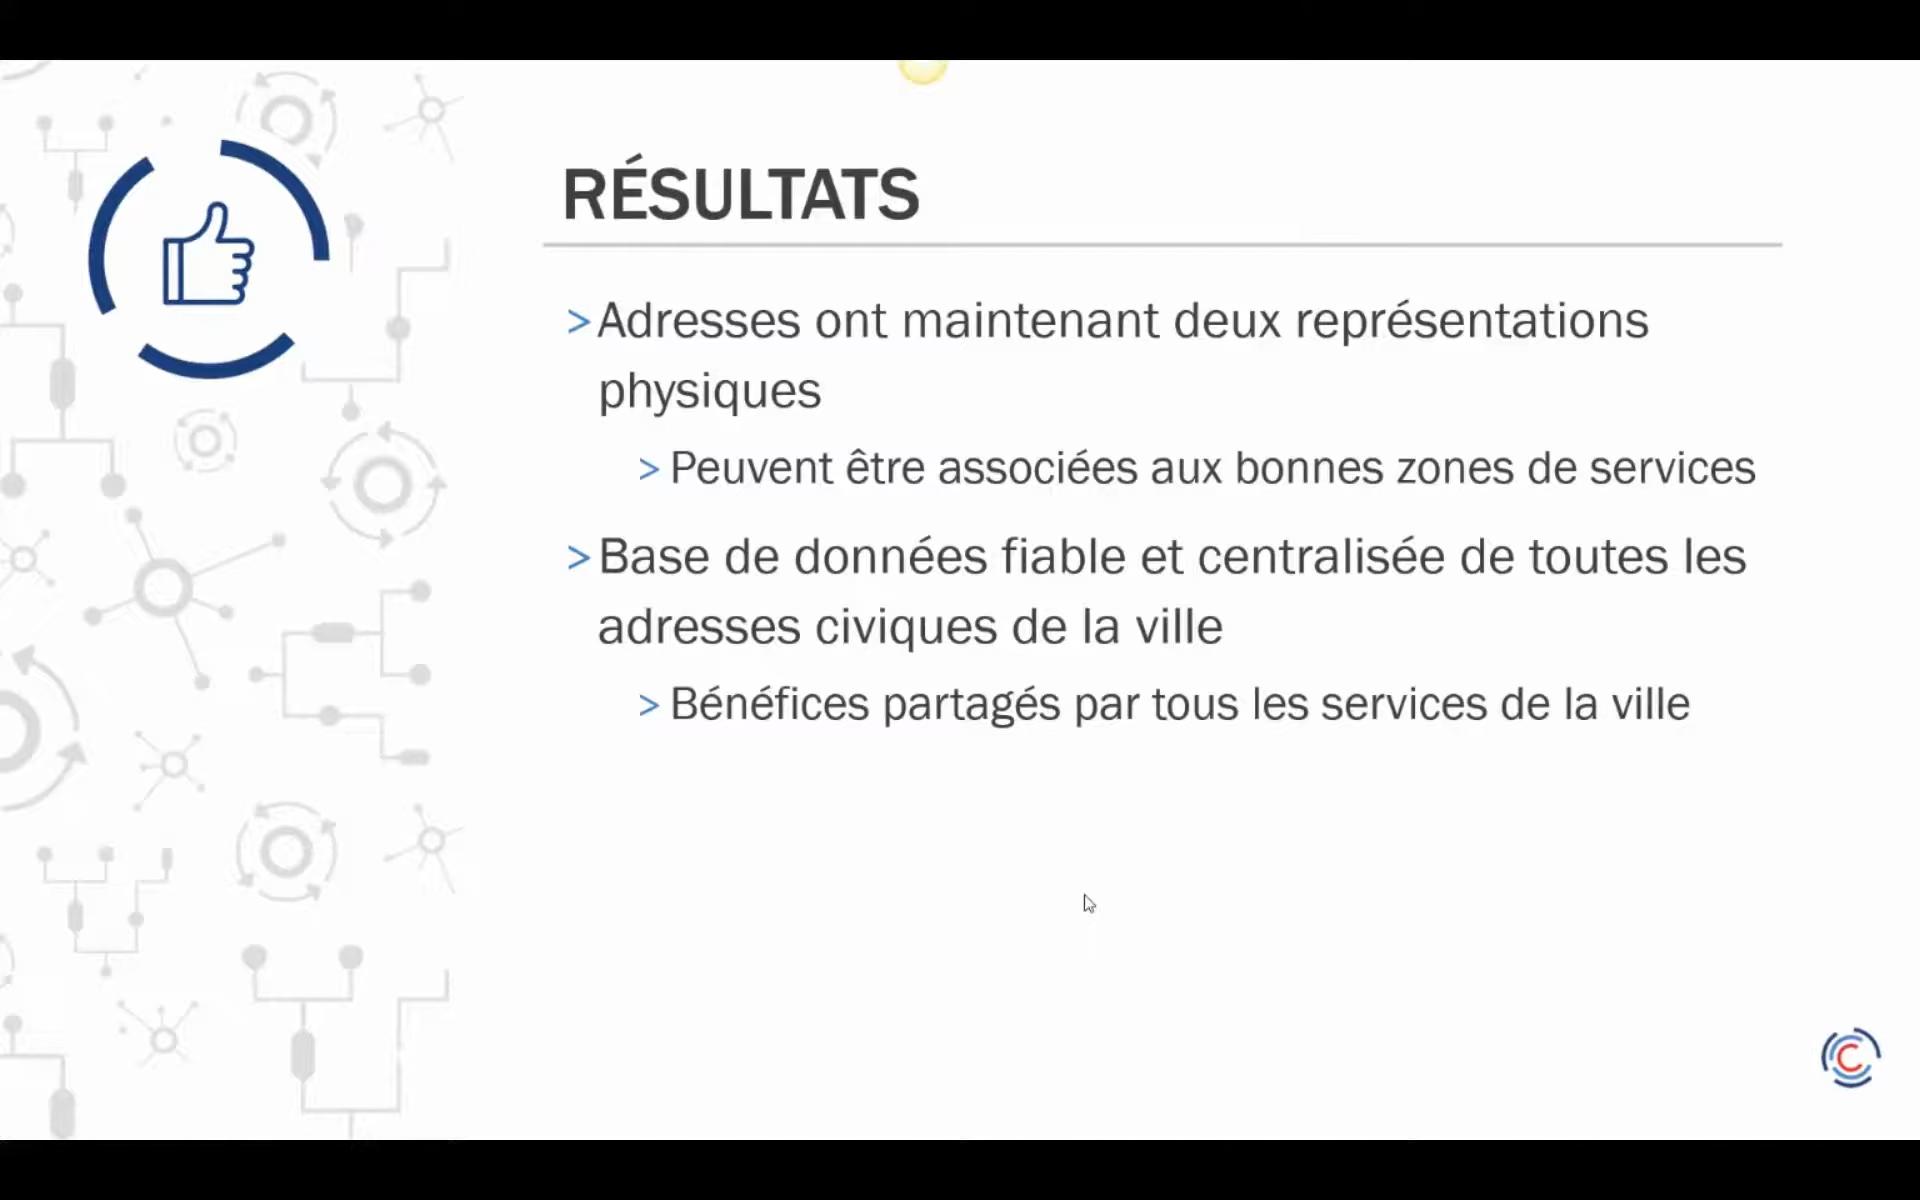 RÉSULTATS
>Adresses ont maintenant deux représentations
physiques
> Peuvent être associées aux bonnes zones de services
>Base de données fiable et centralisée de toutes les
adresses civiques de la ville
> Bénéfices partagés par tous les services de la ville
C